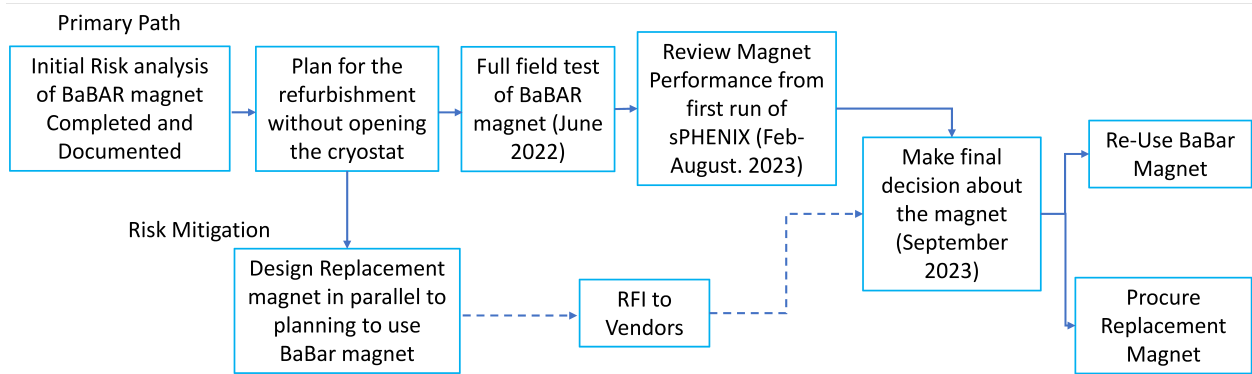 Primary Path
Initial Risk analysis
of BaBAR magnet
Completed and
Documented
Plan for the
refurbishment
without opening
the cryostat
Full field test
of BaBAR
magnet (June
2022)
Review Magnet
Performance from
first run of
sPHENIX (Feb-
August. 2023)
Make final
decision about
the magnet
(September
2023)
Re-Use BaBar
Magnet
Risk Mitigation
Design Replacement
magnet in parallel to
planning to use
BaBar magnet
RFI to
Vendors
Procure
Replacement
Magnet